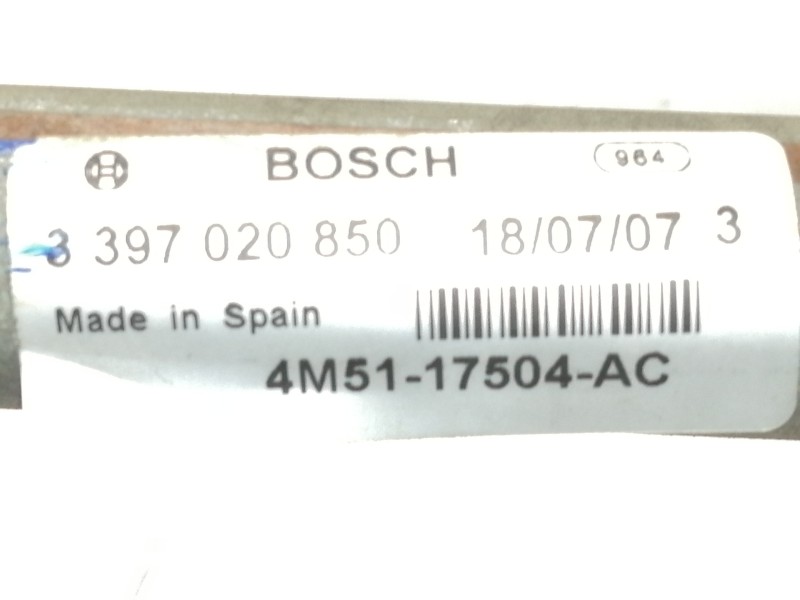 BOSCH 964
3 397 020 850 18/07/07 3
Made in Spain
4M51-17504-AC